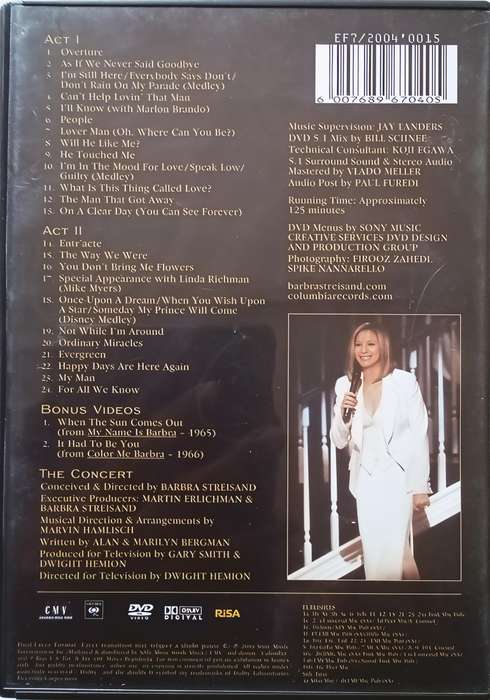 ACT I
1. Overture
2. As If We Never Said Goodbye
3. I'm Still Here/Everybody Says Don't/
Don't Rain On My Parade (Medley)
4. Can't Help Lovin' That Man
5. I'll Know (with Marlon Brando)
6. People
7. Lover Man (Oh, Where Can You Be?)
8. Will He Like Me?
9. He Touched Me
10. I'm In The Mood For Love/Speak Low/
Guilty (Medley)
11. What Is This Thing Called Love?
12. The Man That Got Away
13. On A Clear Day (You Can See Forever)
ACT II
14. Entr'acte
15. The Way We Were
16. You Don't Bring Me Flowers
17. Special Appearance with Linda Richman
(Mike Myers)
18. Once Upon A Dream/When You Wish Upon
A Star/Someday My Prince Will Come
(Disney Medley)
19. Not While I'm Around
20. Ordinary Miracles
21. Evergreen
22. Happy Days Are Here Again
23. My Man
24. For All We Know
BONUS VIDEOS
1. When The Sun Comes Out
(from My Name Is Barbra - 1965)
2. It Had To Be You
(from Color Me Barbra - 1966)
THE CONCERT
Conceived & Directed by BARBRA STREISAND
Executive Producers: MARTIN ERLICHMAN &
BARBRA STREISAND
Musical Direction & Arrangements by
MARVIN HAMLISCH
Written by ALAN & MARILYN BERGMAN
Produced for Television by GARY SMITH &
DWIGHT HEMION
Directed for Television by DWIGHT HEMION
EF7/2004'0015
6 007689 670405
Music Supervision: JAY LANDERS
DVD 5.1 Mix by BILL SCHNEE
Technical Consultant: KOJI EGAWA
5.1 Surround Sound & Stereo Audio
Mastered by VLADO MELLER
Audio Post by PAUL FUREDI
Running Time: Approximately
125 minutes
DVD Menus by SONY MUSIC
CREATIVE SERVICES DVD DESIGN
AND PRODUCTION GROUP
Photography: FIROOZ ZAHEDI,
SPIKE NANNARELLO
barbrastreisand.com
columbiarecords.com
CMV
DVD
VIDEO
DOLBY
DIGITAL
RiSA
PUBLISHERS